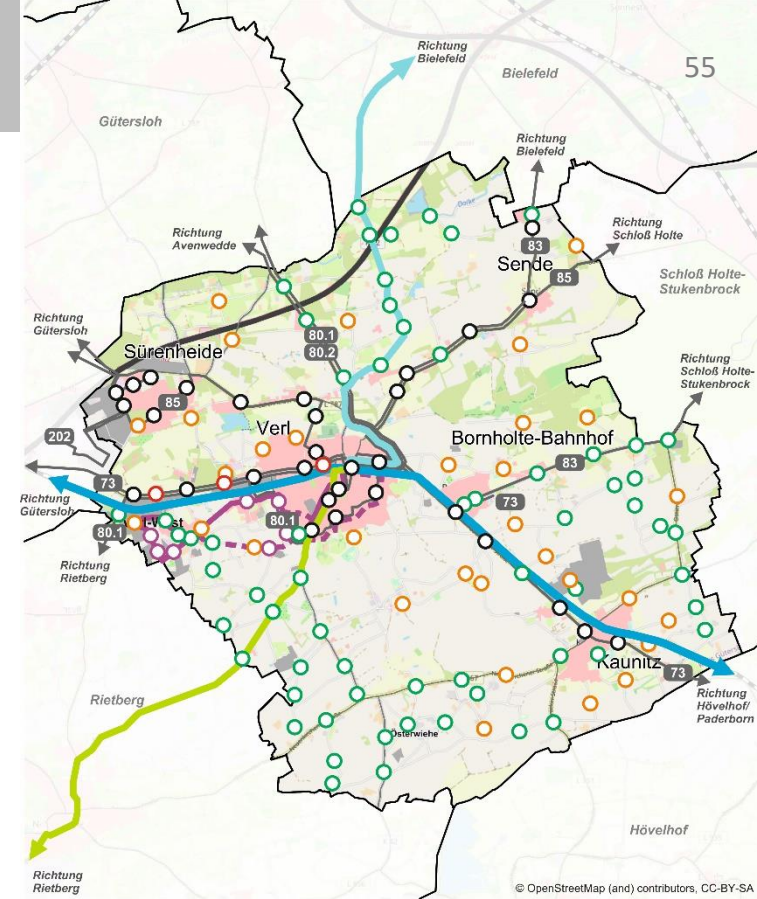 Richtung
Bielefeld
Bielefeld
55
Gütersloh
Richtung
Bielefeld
Richtung
Avenwedde
83
Richtung
Schloß Holte
Sende
85
Schloß Holte-
Stukenbrock
Richtung
Gütersloh
80.1
80.2
Sürenheide
Richtung
Schloß Holte-
Stukenbrock
85
Verl
202
Bornholte-Bahnhof
83
73
73
Richtung
Gütersloh
80.1
t-West
80.1
Richtung
Rietberg
Kaunitz
73
Rietberg
Richtung
Hövelhof/
Paderborn
Österwiehe
Hövelhof
Richtung
Rietberg
© OpenStreetMap (and) contributors, CC-BY-SA